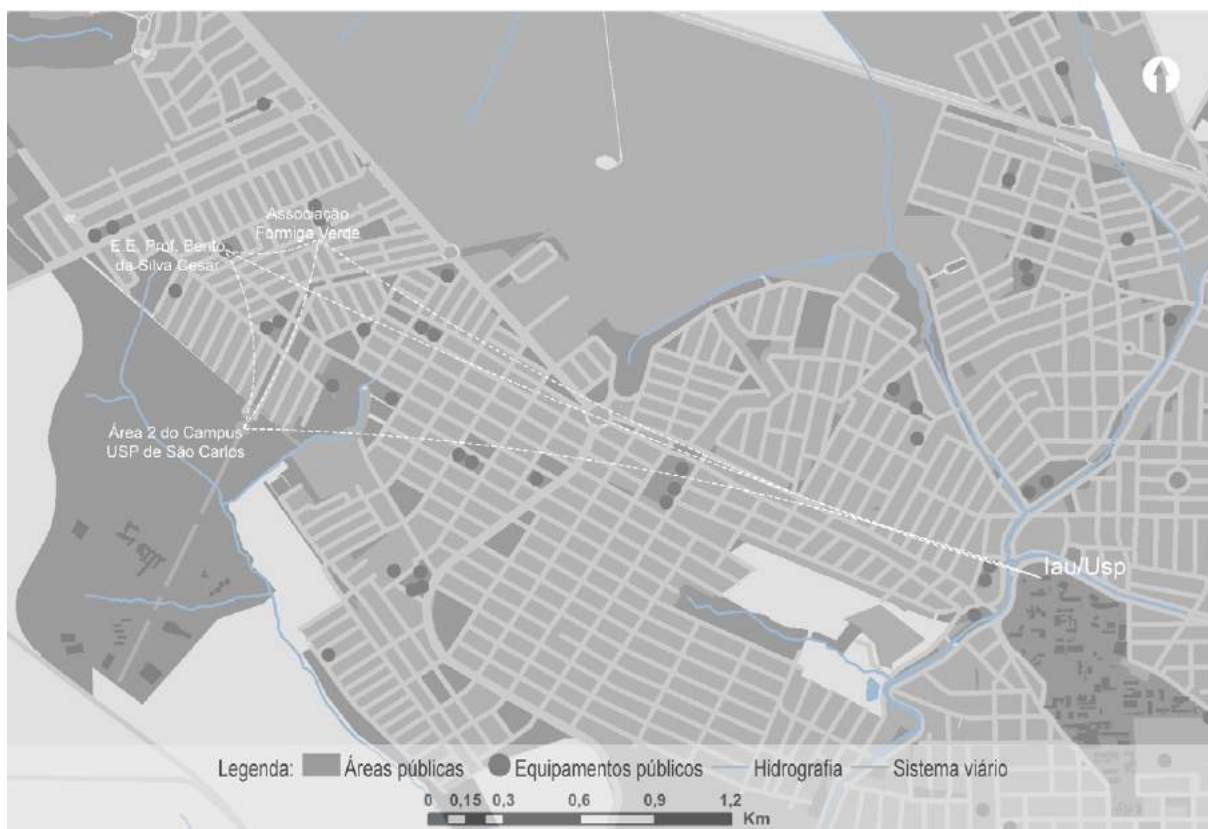 Associação
Formiga Verde
E.E. Prof. Bento
da Silva Cesar
Área 2 do Campus
USP de São Carlos
Iau/Usp
Legenda: Áreas públicas Equipamentos públicos Hidrografia Sistema viário
0 0,15 0,3 0,6 0,9 1,2
Km